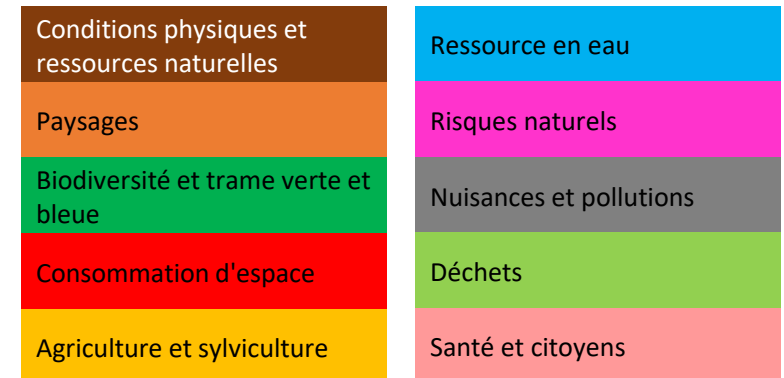 Conditions physiques et
ressources naturelles
Paysages
Biodiversité et trame verte et
bleue
Consommation d'espace
Agriculture et sylviculture
Ressource en eau
Risques naturels
Nuisances et pollutions
Déchets
Santé et citoyens